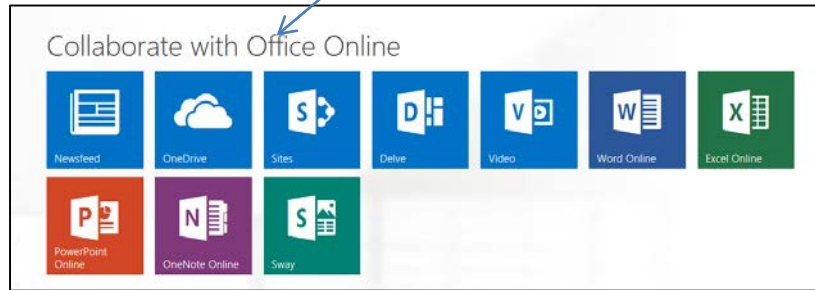 Collaborate with Office Online
Newsfeed
OneDrive
S
Sites
D
Delve
V
Video
W
Word Online
X
Excel Online
P
PowerPoint
Online
N
OneNote Online
S
Sway